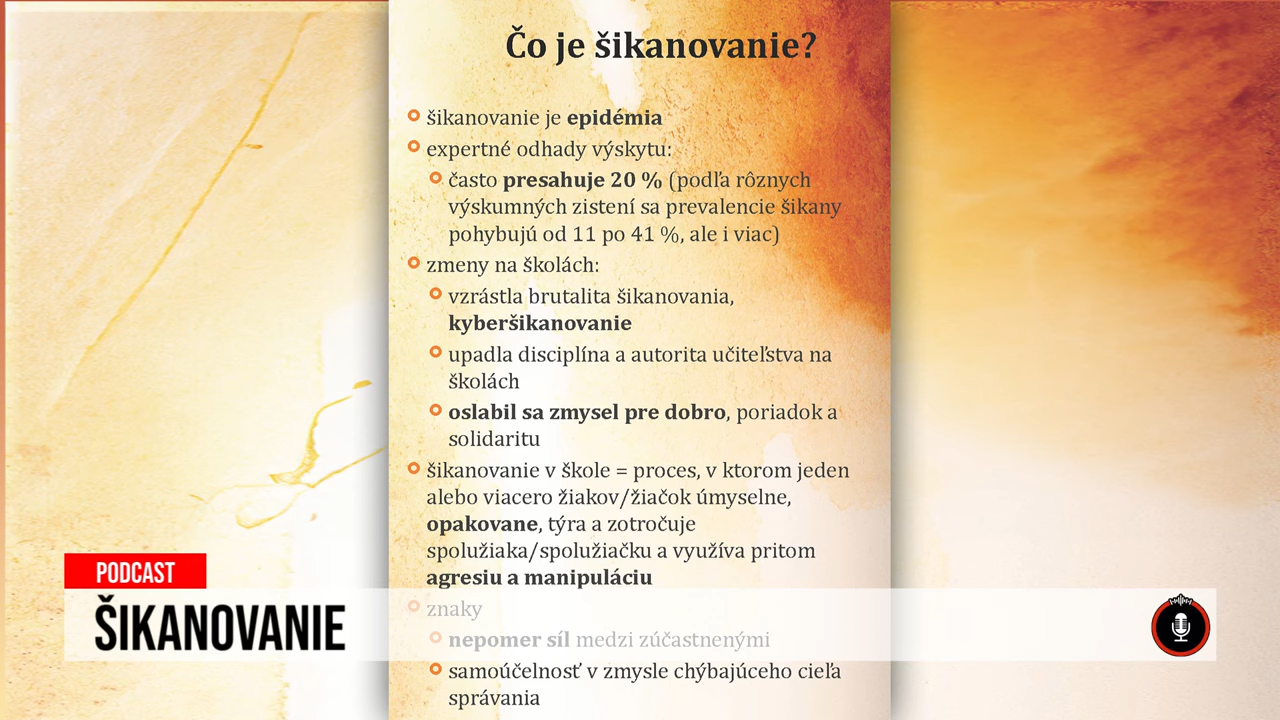 Čo je šikanovanie?
šikanovanie je epidémia
expertné odhady výskytu:
často presahuje 20 % (podľa rôznych
výskumných zistení sa prevalencie šikany
pohybujú od 11 po 41 %, ale i viac)
zmeny na školách:
vzrástla brutalita šikanovania,
kyberšikanovanie
upadla disciplína a autorita učiteľstva na
školách
oslabil sa zmysel pre dobro, poriadok a
solidaritu
šikanovanie v škole = proces, v ktorom jeden
alebo viacero žiakov/žiačok úmyselne,
opakovane, týra a zotročuje
spolužiaka/spolužiačku a využíva pritom
agresiu a manipuláciu
znaky
nepomer síl medzi zúčastnenými
samoúčelnosť v zmysle chýbajúceho cieľa
správania
PODCAST
ŠIKANOVANIE